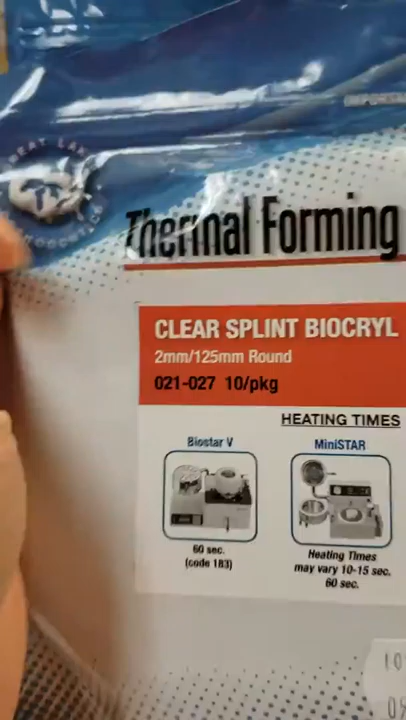 GREAT LAKES
Thermal Forming
CLEAR SPLINT BIOCRYL
2mm/125mm Round
021-027 10/pkg
HEATING TIMES
Biostar V
MiniSTAR
60 sec.
(code 183)
Heating Times
may vary 10-15 sec.
60 sec.